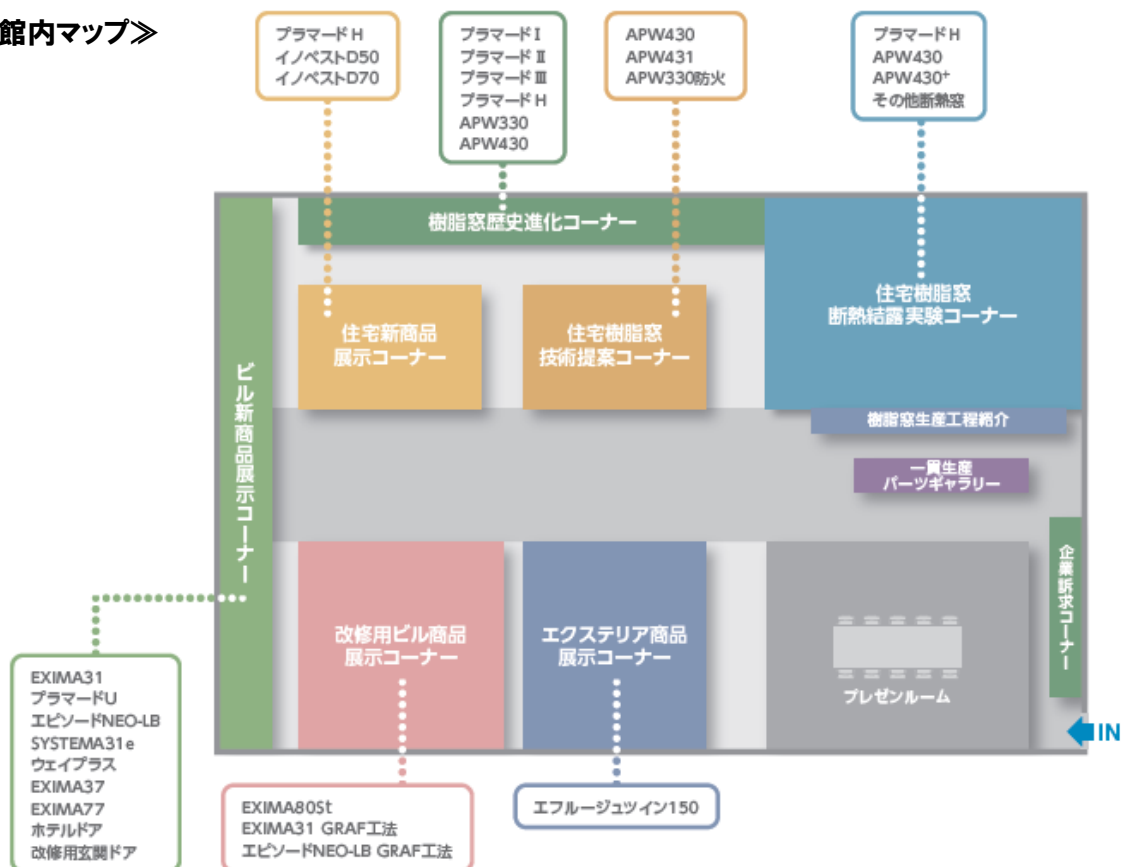 館内マップ≫
プラマードH
イノベストD50
イノベストD70
プラマードⅠ
プラマードⅡ
プラマードⅢ
プラマードH
APW330
APW430
APW430
APW431
APW330防火
プラマードH
APW430
APW430⁺
その他断熱窓
樹脂窓歴史進化コーナー
住宅新商品
展示コーナー
住宅樹脂窓
技術提案コーナー
住宅樹脂窓
断熱結露実験コーナー
樹脂窓生産工程紹介
一貫生産
パーツギャラリー
ビル新商品展示コーナー
企業訴求コーナー
改修用ビル商品
展示コーナー
エクステリア商品
展示コーナー
プレゼンルーム
IN
EXIMA31
プラマードU
エピソードNEO-LB
SYSTEMA31e
ウェイプラス
EXIMA37
EXIMA77
ホテルドア
改修用玄関ドア
EXIMA80St
EXIMA31 GRAF工法
エピソードNEO-LB GRAF工法
エフルージュツイン150